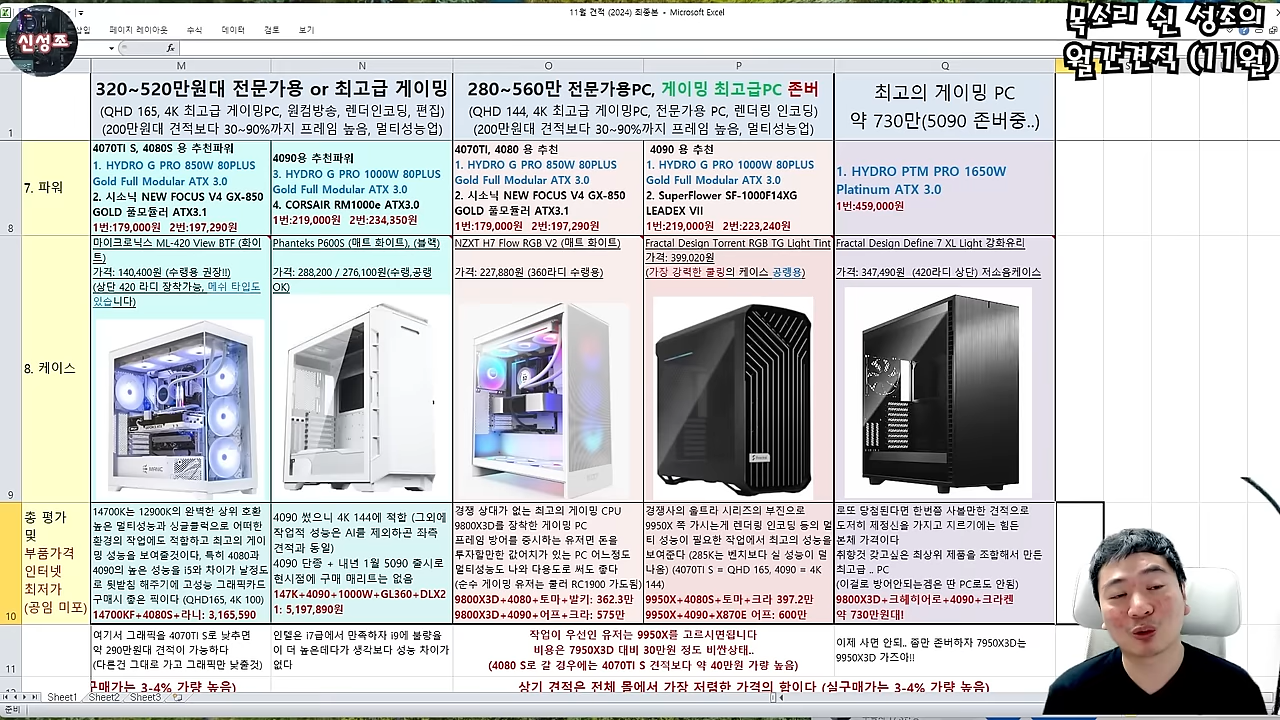 신성조
11월 견적 (2024) 최종본 - Microsoft Excel
목소리 신 성조의
월간견적 (11월)
삽입 페이지 레이아웃 수식 데이터 검토 보기
fx
M N O P Q
1
320~520만원대 전문가용 or 최고급 게이밍
(QHD 165, 4K 최고급 게이밍PC, 원컴방송, 렌더인코딩, 편집)
(200만원대 견적보다 30~90%까지 프레임 높음, 멀티성능업)
280~560만 전문가용PC, 게이밍 최고급PC 존버
(QHD 144, 4K 최고급 게이밍PC, 전문가용 PC, 렌더링 인코딩)
(200만원대 견적보다 30~90%까지 프레임 높음, 멀티성능업)
최고의 게이밍 PC
약 730만(5090 존버중..)
8
7. 파워
4070TI S, 4080S 용 추천파워
1. HYDRO G PRO 850W 80PLUS
Gold Full Modular ATX 3.0
2. 시소닉 NEW FOCUS V4 GX-850
GOLD 풀모듈러 ATX3.1
1번:179,000원 2번:197,290원
4090용 추천파워
3. HYDRO G PRO 1000W 80PLUS
Gold Full Modular ATX 3.0
4. CORSAIR RM1000e ATX3.0
1번:219,000원 2번:234,350원
4070TI, 4080 용 추천
1. HYDRO G PRO 850W 80PLUS
Gold Full Modular ATX 3.0
2. 시소닉 NEW FOCUS V4 GX-850
GOLD 풀모듈러 ATX3.1
1번:179,000원 2번:197,290원
4090 용 추천
1. HYDRO G PRO 1000W 80PLUS
Gold Full Modular ATX 3.0
2. SuperFlower SF-1000F14XG
LEADEX VII
1번:219,000원 2번:223,240원
1. HYDRO PTM PRO 1650W
Platinum ATX 3.0
1번:459,000원
9
8. 케이스
마이크로닉스 ML-420 View BTF (화이
트)
가격: 140,400원 (수랭용 권장!!)
(상단 420 라디 장착가능, 메쉬 타입도
있습니다)
Phanteks P600S (매트 화이트), (블랙)
가격: 288,200 / 276,100원(수랭,공랭
OK)
NZXT H7 Flow RGB V2 (매트 화이트)
가격: 227,880원 (360라디 수랭용)
Fractal Design Torrent RGB TG Light Tint
가격: 399,020원
(가장 강력한 쿨링의 케이스 공랭용)
Fractal Design Define 7 XL Light 강화유리
가격: 347,490원 (420라디 상단) 저소음케이스
10
총 평가
및
부품가격
인터넷
최저가
(공임 미포)
14700K는 12900K의 완벽한 상위 호환
높은 멀티성능과 싱글클럭으로 어떠한
환경의 작업에도 적합하고 최고의 게이
밍 성능을 보여줄것이다, 특히 4080과
4090의 높은 성능을 i5와 차이가 날정도
로 뒷받침 해주기에 고성능 그래픽카드
구매시 좋은 픽이다 (QHD165, 4K 100)
14700KF+4080S+라니: 3,165,590
4090 썼으니 4K 144에 적합 (그외에
작업적 성능은 AI를 제외하곤 좌측
견적과 동일)
4090 단종 + 내년 1월 5090 출시로
현시점에 구매 매리트는 없음
147K+4090+1000W+GL360+DLX2
1: 5,197,890원
경쟁 상대가 없는 최고의 게이밍 CPU
9800X3D를 장착한 게이밍 PC
프레임 방어를 중시하는 유저면 돈을
투자할만한 값어치가 있는 PC 어느정도
멀티성능도 나와 다용도로 써도 좋다
(순수 게이밍 유저는 쿨러 RC1900 가도됨)
9800X3D+4080+토마+발키: 362.3만
9800X3D+4090+어프+크라: 575만
경쟁사의 울트라 시리즈의 부진으로
9950X 쪽 가시는게 렌더링 인코딩 등의 멀
티 성능이 필요한 작업에서 최고의 성능을
보여준다 (285K는 벤치보다 실 성능이 덜
나옴) (4070TI S = QHD 165, 4090 = 4K
144)
9950X+4080S+토마+크라 397.2만
9950X+4090+X870E 어프: 600만
로또 당첨된다면 한번쯤 사볼만한 견적으로
도저히 제정신을 가지고 지르기에는 힘든
본체 가격이다
취향것 갖고싶은 최상위 제품을 조합해서 만든
최고급 .. PC
(이걸로 방어안되는겜은 딴 PC로도 안됨)
9800X3D+크헤히어로+4090+크라켄
약 730만원대!
11
여기서 그래픽을 4070TI S로 낮추면
약 290만원대 견적이 가능하다
(다른건 그대로 가고 그래픽만 낮출것)
인텔은 i7급에서 만족하자 i9에 불량율
이 더 높은데다가 생각보다 성능 차이가
없다
작업이 우선인 유저는 9950X를 고르시면됩니다
비용은 7950X3D 대비 30만원 정도 비싼상태..
(4080 S로 갈 경우에는 4070TI S 견적보다 약 40만원 가량 높음)
이제 사면 안되.. 좀만 존버하자 7950X3D는
9950X3D 가즈아!!
구매가는 3-4% 가량 높음)
상기 견적은 전체 몰에서 가장 저렴한 가격의 합이다 (실구매가는 3-4% 가량 높음)
Sheet1 Sheet2 Sheet3
준비